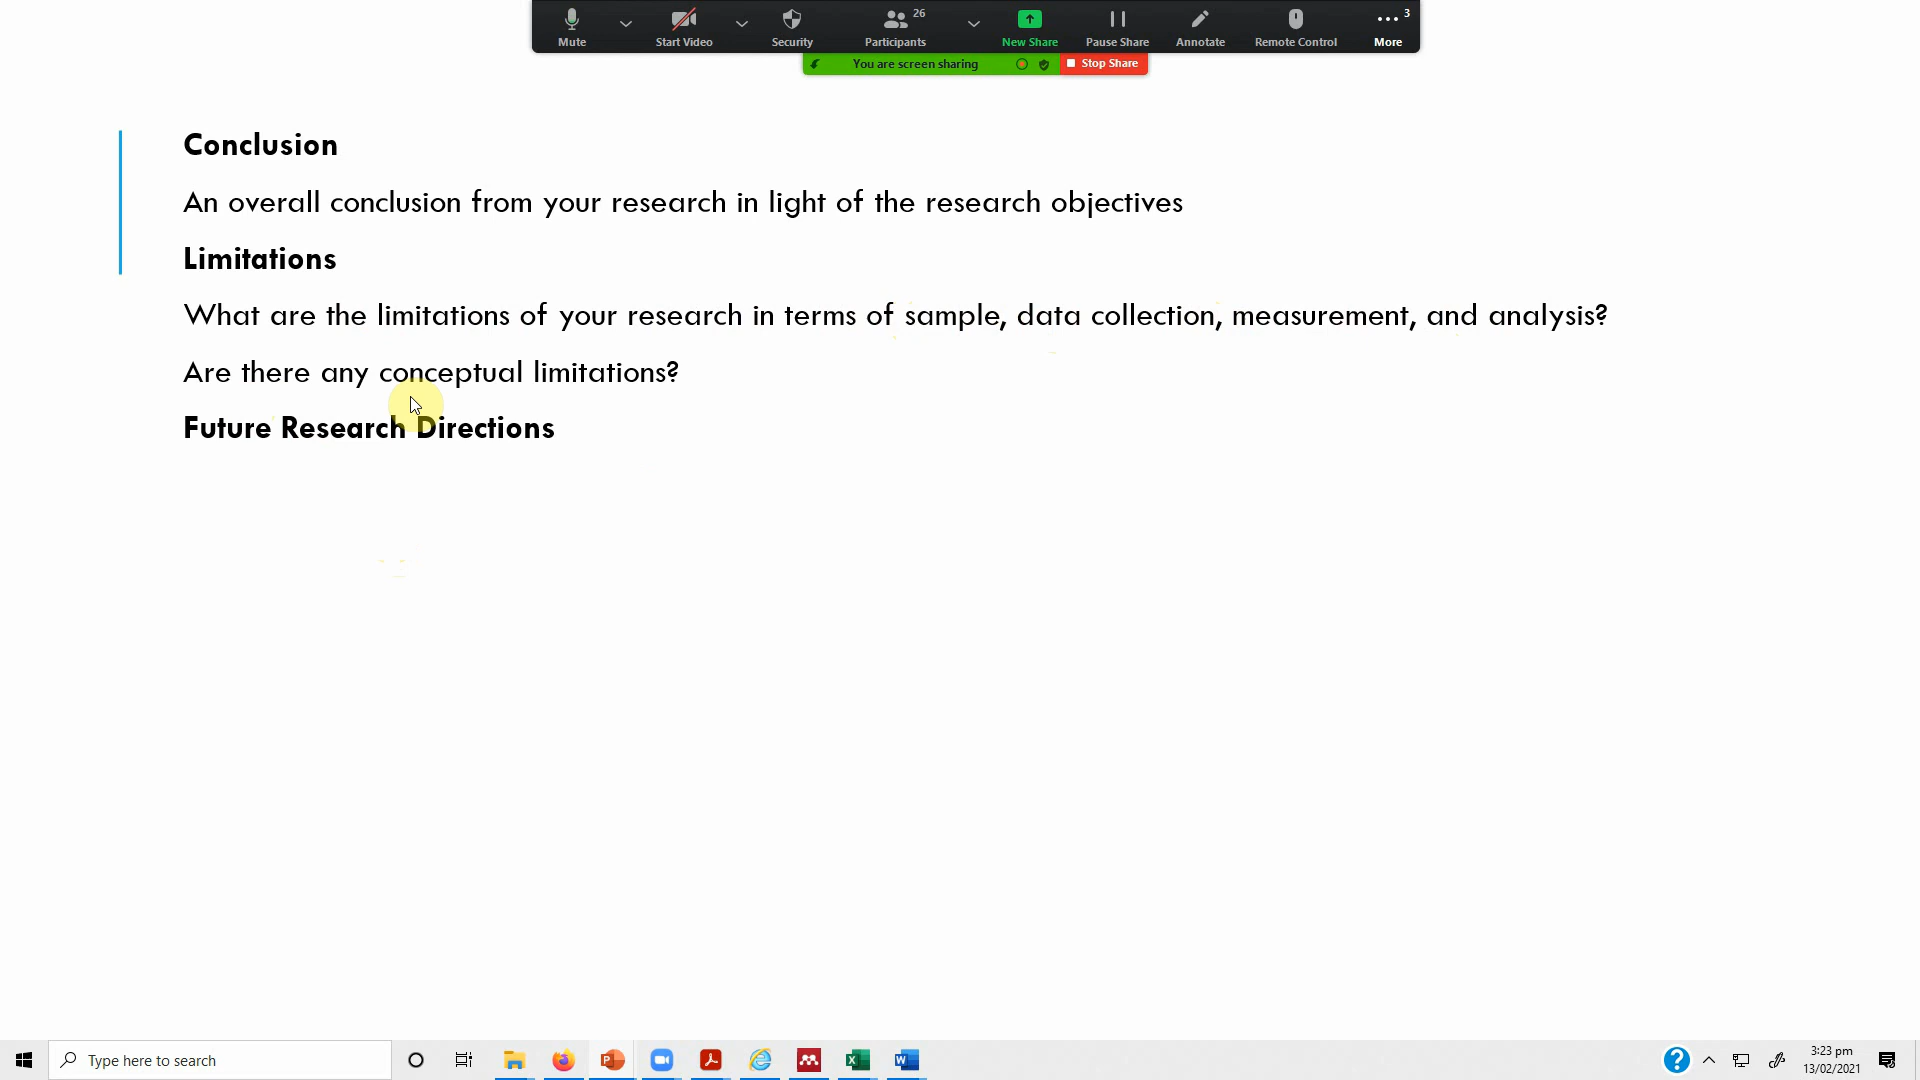 26
3
Mute
Start Video
Security
Participants
New Share
Pause Share
Annotate
Remote Control
More
You are screen sharing
Stop Share
Conclusion
An overall conclusion from your research in light of the research objectives
Limitations
What are the limitations of your research in terms of sample, data collection, measurement, and analysis?
Are there any conceptual limitations?
Future Research Directions
Type here to search
3:23 pm
13/02/2021